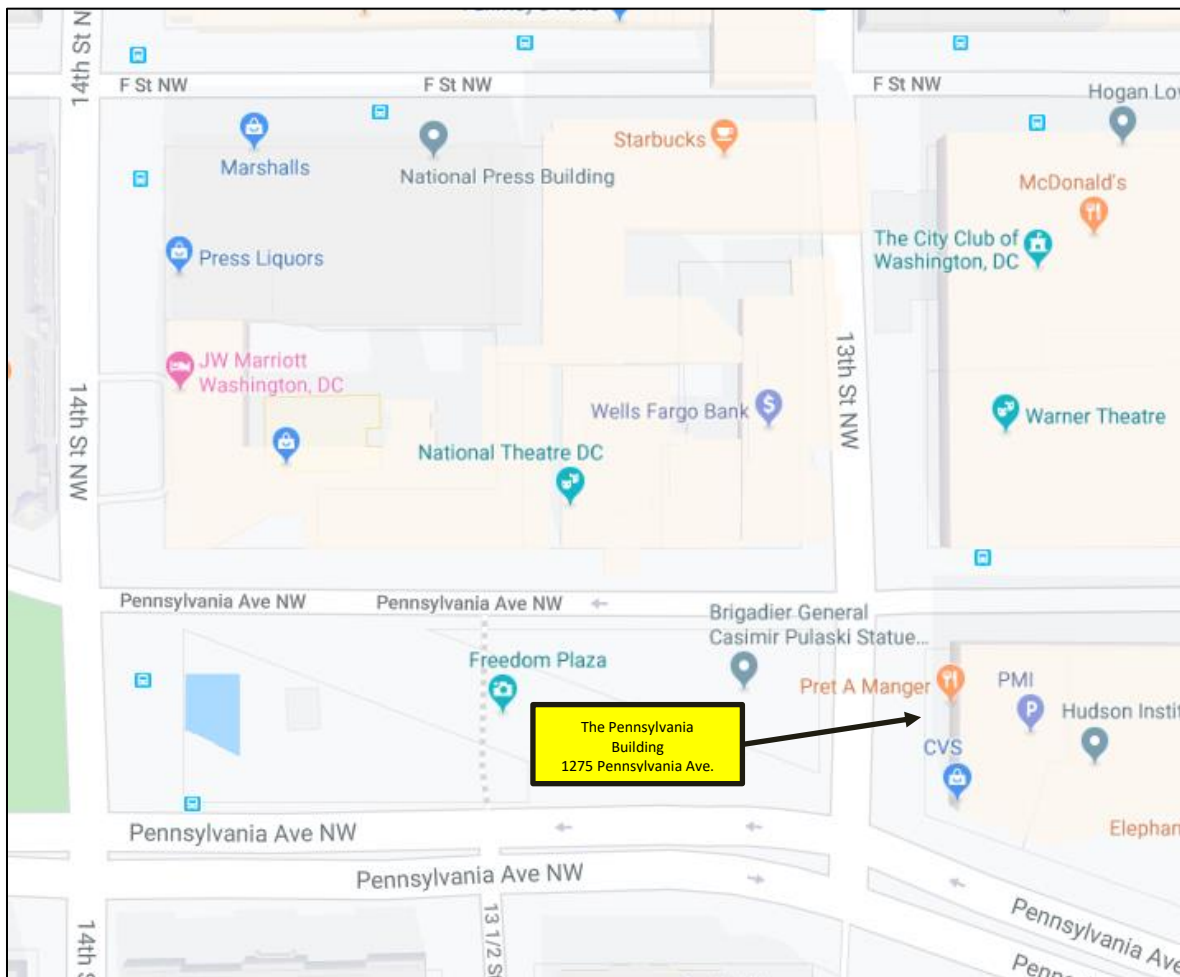 14th St N
F St NW
F St NW
F St NW
Hogan Lov
Marshalls
National Press Building
Starbucks
McDonald's
The City Club of
Washington, DC
Press Liquors
JW Marriott
Washington, DC
14th St NW
13th St NW
Wells Fargo Bank
National Theatre DC
Warner Theatre
Pennsylvania Ave NW
Pennsylvania Ave NW
Brigadier General
Casimir Pulaski Statue...
Freedom Plaza
Pret A Manger
PMI
P
Hudson Instit
The Pennsylvania
Building
1275 Pennsylvania Ave.
CVS
Elephan
Pennsylvania Ave NW
Pennsylvania Ave NW
13 1/2 St
14th S
Pennsylvania Ave
Penns